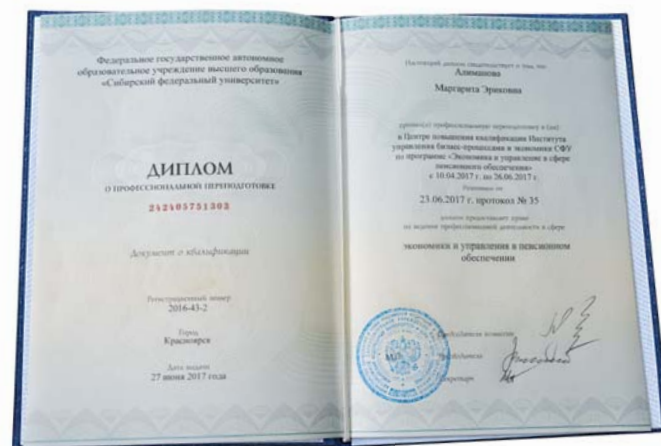 Федеральное государственное автономное
образовательное учреждение высшего образования
«Сибирский федеральный университет»
ДИПЛОМ
О ПРОФЕССИОНАЛЬНОЙ ПЕРЕПОДГОТОВКЕ
242405751303
Документ о квалификации
Регистрационный номер
2016-43-2
Город
Красноярск
Дата выдачи
27 июня 2017 года
Настоящий диплом свидетельствует о том, что
Алимашова
Маргарита Эриковна
прошел(а) профессиональную переподготовку в (на)
в Центре повышения квалификации Института
управления бизнес-процессами и экономики СФУ
по программе «Экономика и управление в сфере
пенсионного обеспечения»
с 10.04.2017 г. по 26.06.2017 г.
Решением от
23.06.2017 г. протокол № 35
диплом предоставляет право
на ведение профессиональной деятельности в сфере
экономики и управления в пенсионном
обеспечении
Председатель комиссии
М.П.
Руководитель
Секретарь